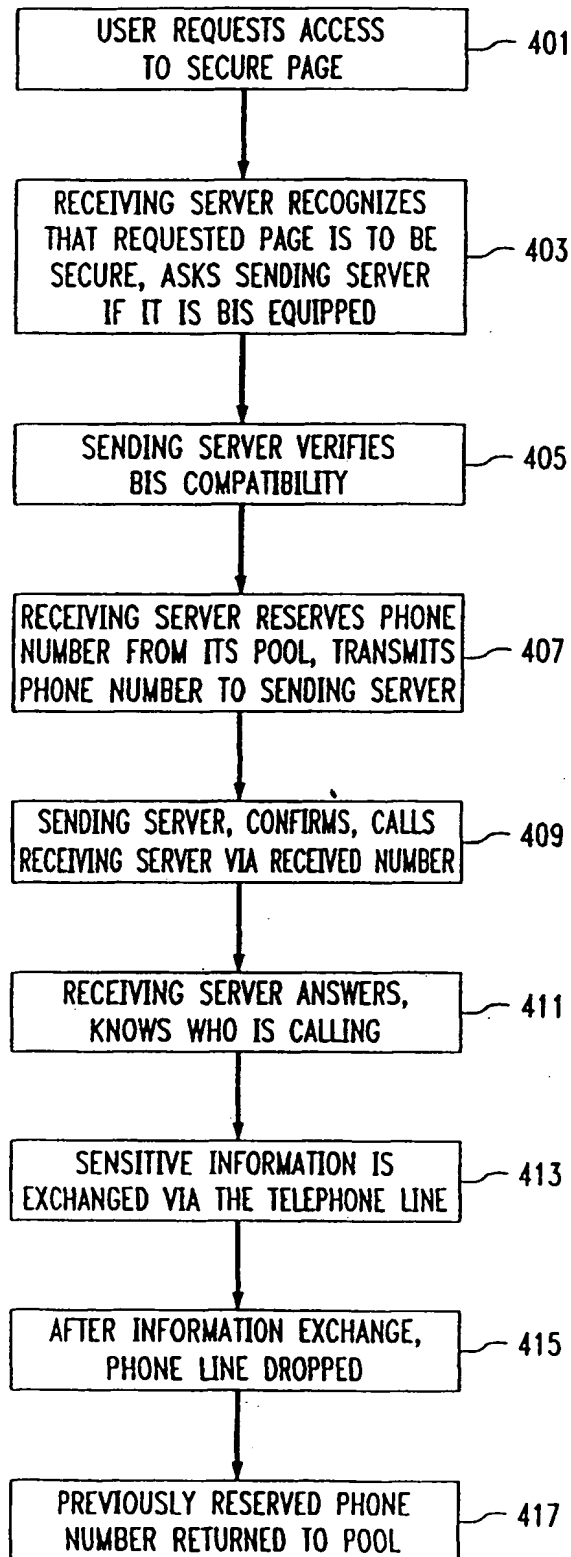 USER REQUESTS ACCESS
TO SECURE PAGE
401
RECEIVING SERVER RECOGNIZES
THAT REQUESTED PAGE IS TO BE
SECURE, ASKS SENDING SERVER
IF IT IS BIS EQUIPPED
403
SENDING SERVER VERIFIES
BIS COMPATIBILITY
405
RECEIVING SERVER RESERVES PHONE
NUMBER FROM ITS POOL, TRANSMITS
PHONE NUMBER TO SENDING SERVER
407
SENDING SERVER, CONFIRMS, CALLS
RECEIVING SERVER VIA RECEIVED NUMBER
409
RECEIVING SERVER ANSWERS,
KNOWS WHO IS CALLING
411
SENSITIVE INFORMATION IS
EXCHANGED VIA THE TELEPHONE LINE
413
AFTER INFORMATION EXCHANGE,
PHONE LINE DROPPED
415
PREVIOUSLY RESERVED PHONE
NUMBER RETURNED TO POOL
417